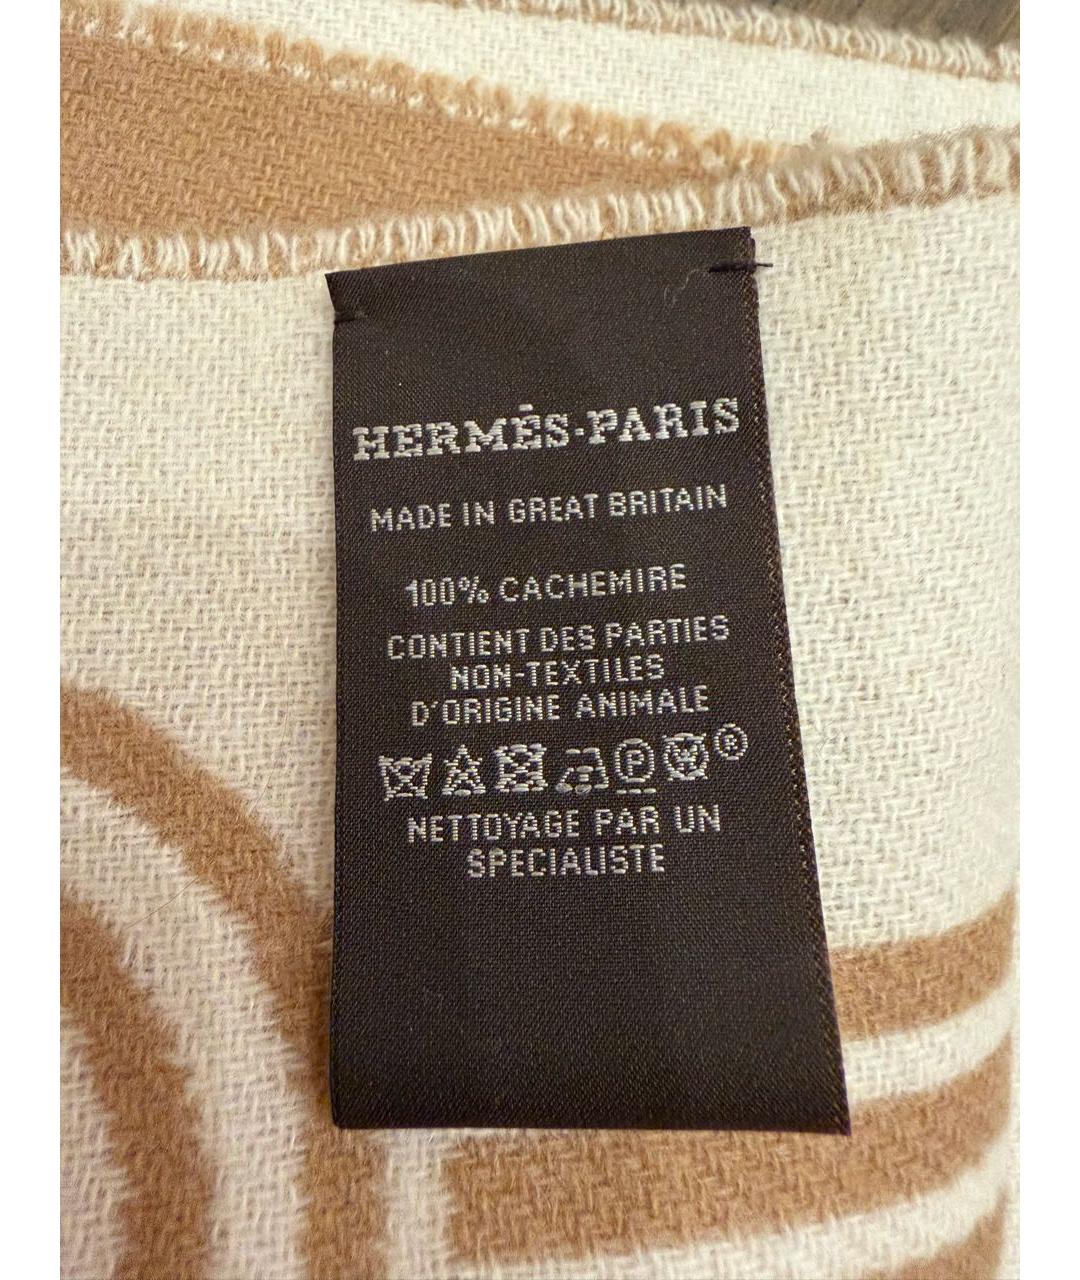 HERMÈS-PARIS
MADE IN GREAT BRITAIN
100% CACHEMIRE
CONTIENT DES PARTIES
NON-TEXTILES
D'ORIGINE ANIMALE
P W ®
NETTOYAGE PAR UN
SPECIALISTE